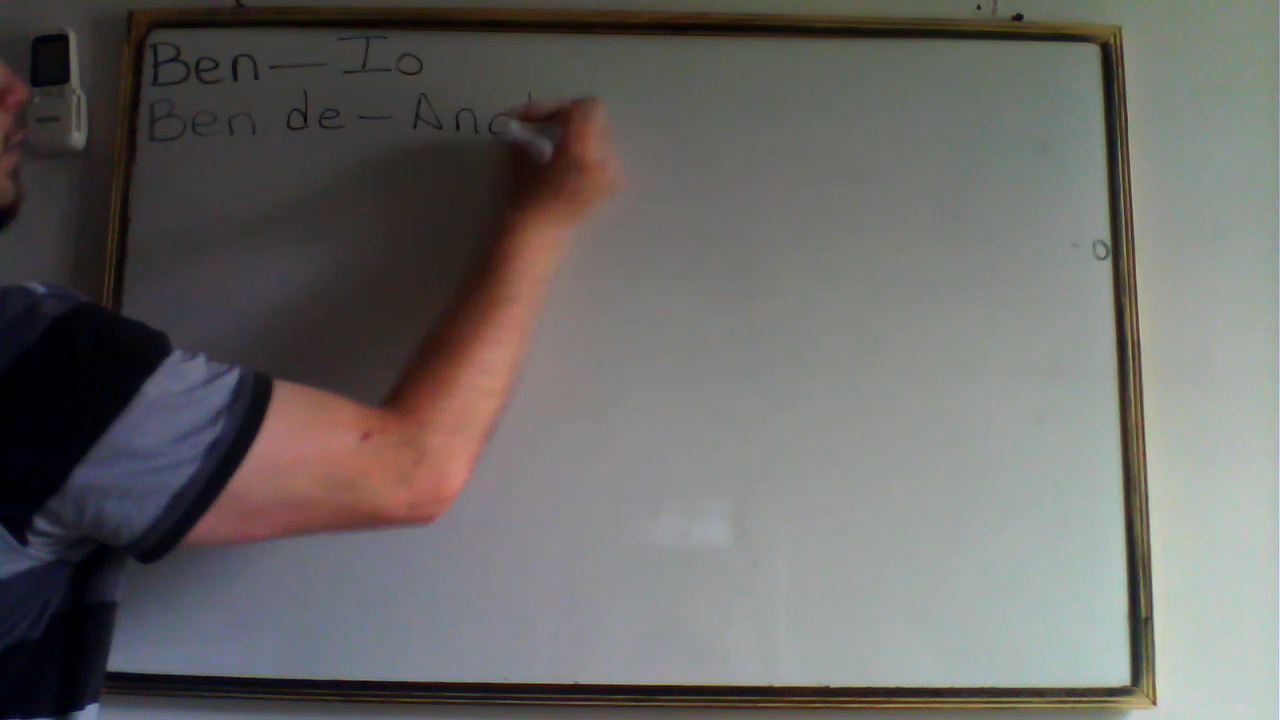 Ben — Io
Ben de — Anc